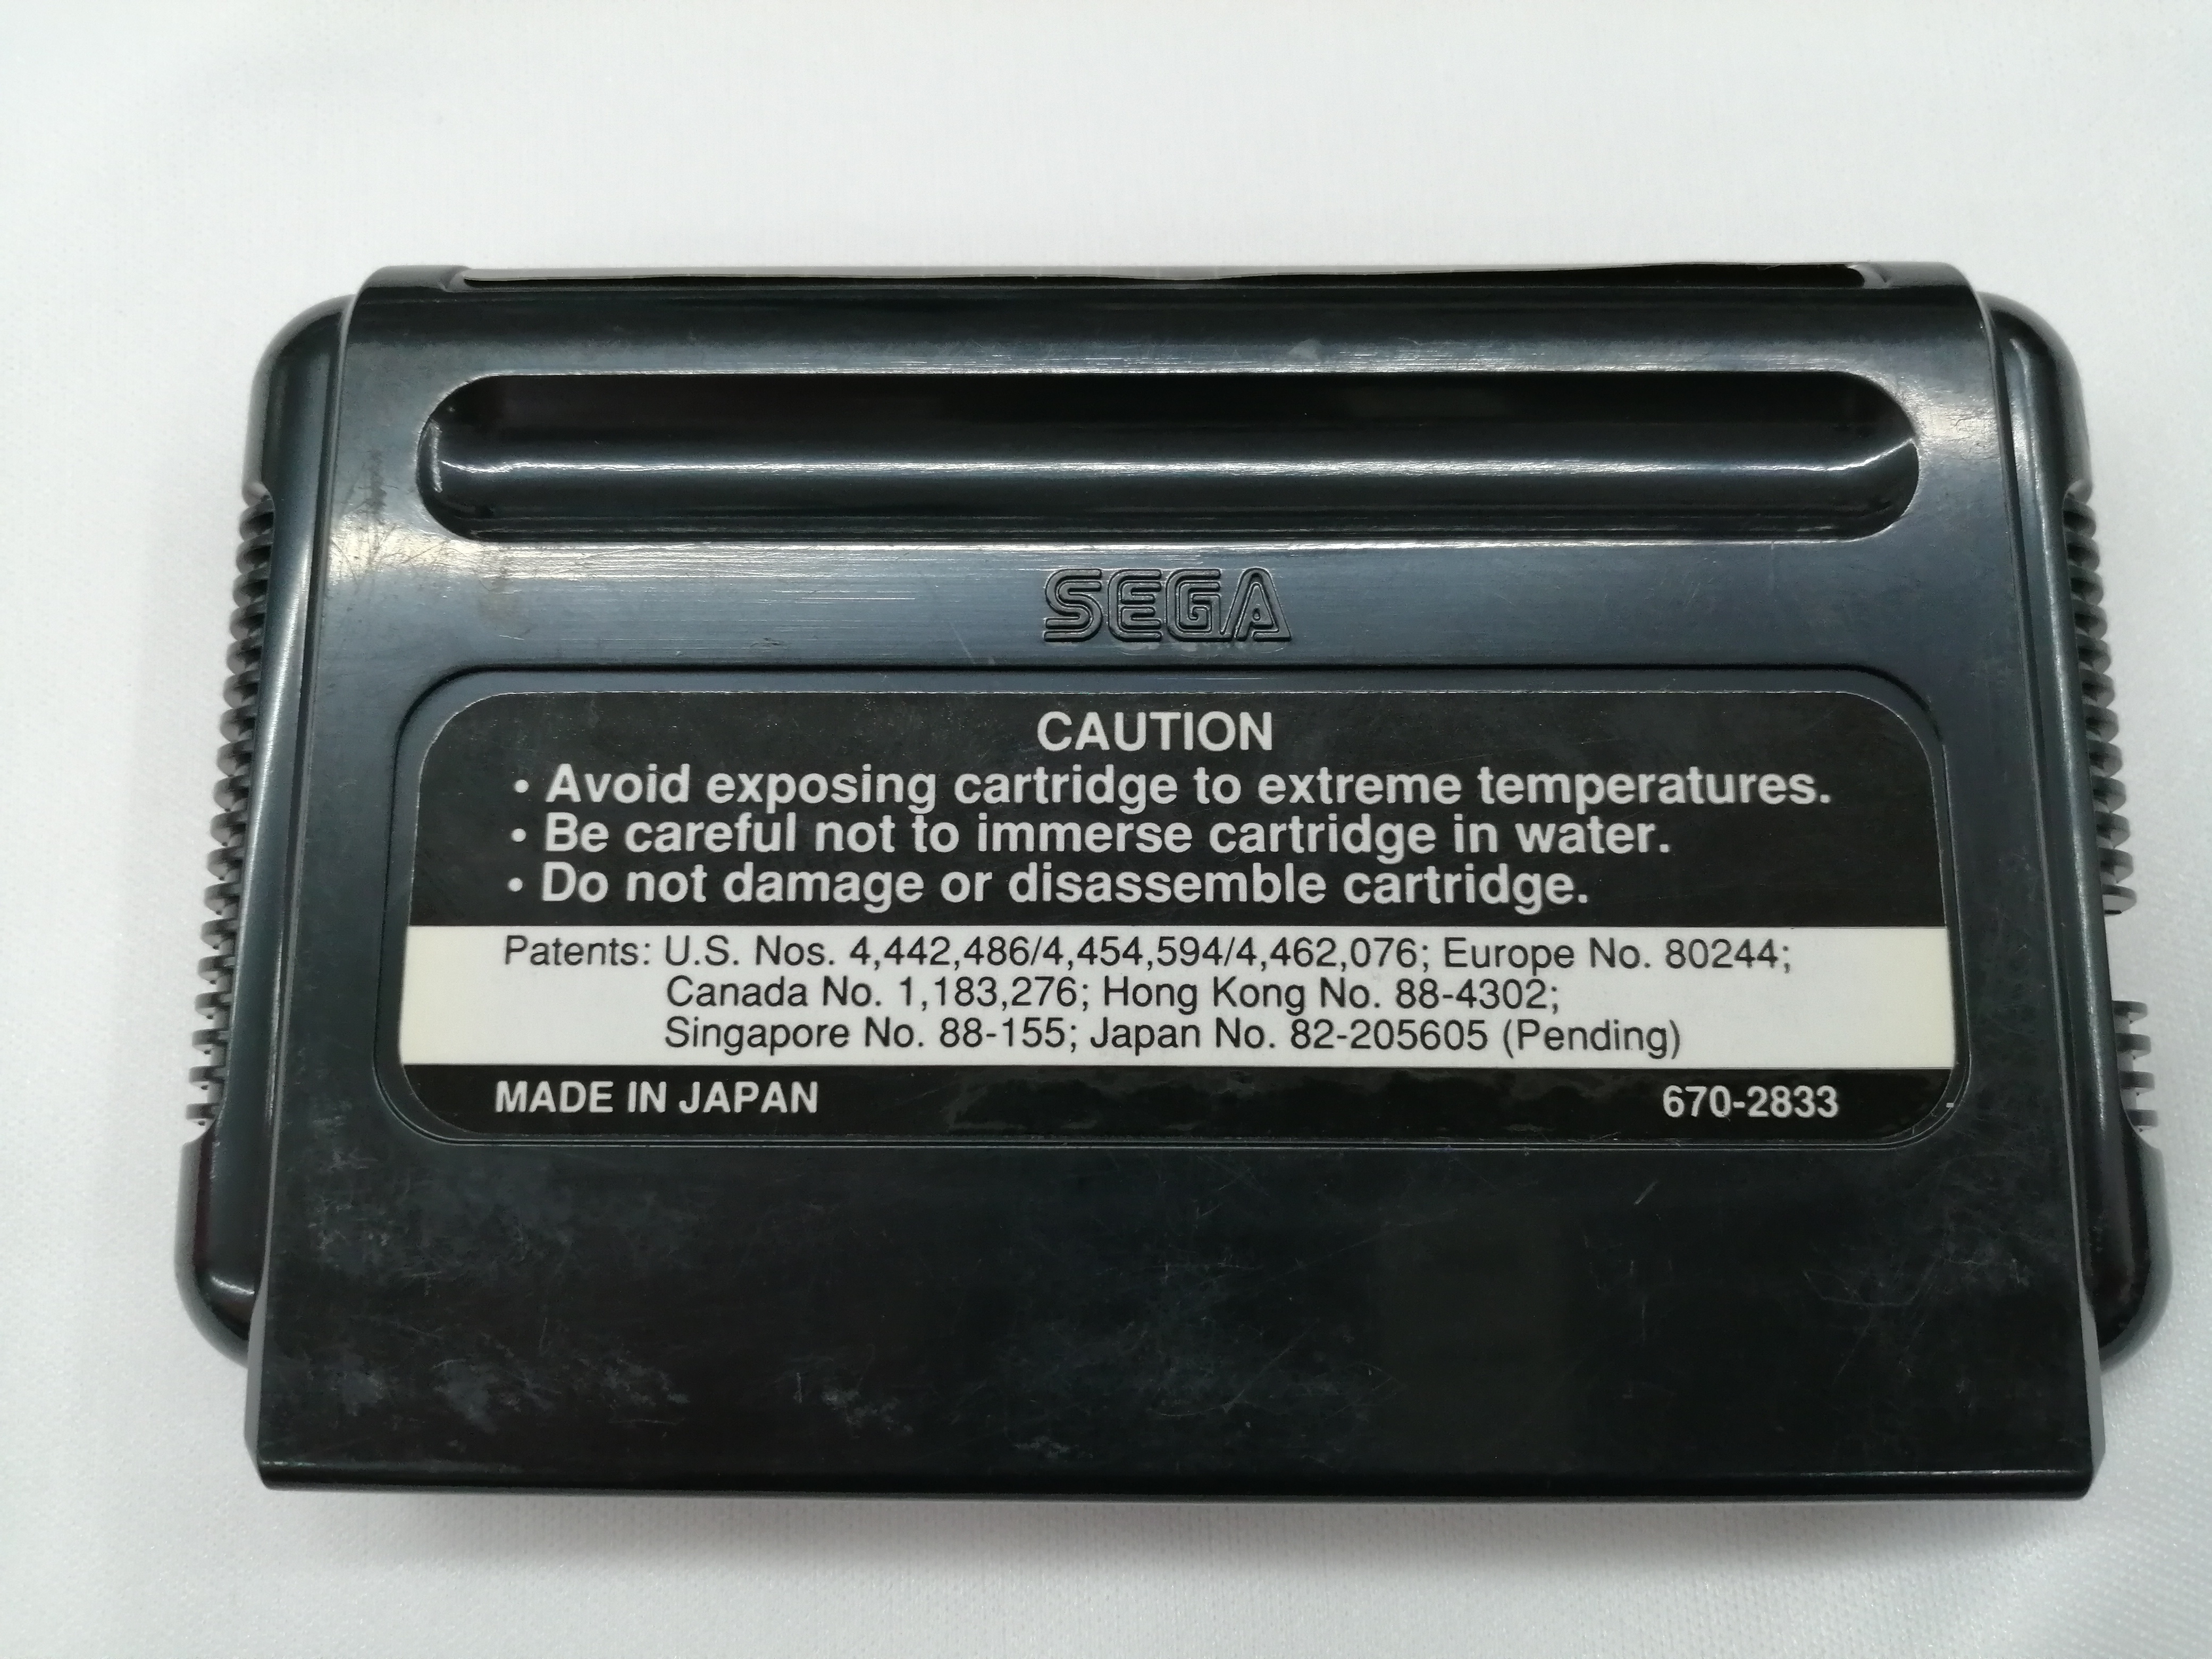 SEGA
CAUTION
• Avoid exposing cartridge to extreme temperatures.
• Be careful not to immerse cartridge in water.
• Do not damage or disassemble cartridge.
Patents: U.S. Nos. 4,442,486/4,454,594/4,462,076; Europe No. 80244;
Canada No. 1,183,276; Hong Kong No. 88-4302;
Singapore No. 88-155; Japan No. 82-205605 (Pending)
MADE IN JAPAN 670-2833